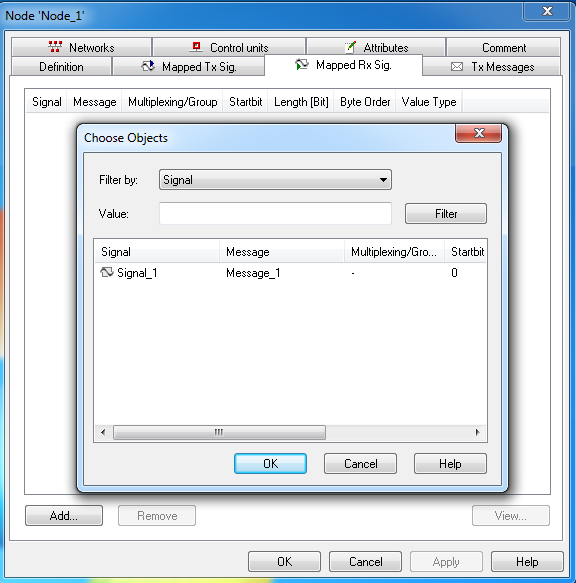 Node 'Node_1'
Networks Control units Attributes Comment
Definition Mapped Tx Sig. Mapped Rx Sig. Tx Messages
Signal Message Multiplexing/Group Startbit Length [Bit] Byte Order Value Type
Choose Objects
Filter by: Signal
Value: Filter
Signal Message Multiplexing/Gro... Startbit
Signal_1 Message_1 - 0
OK Cancel Help
Add... Remove View...
OK Cancel Apply Help